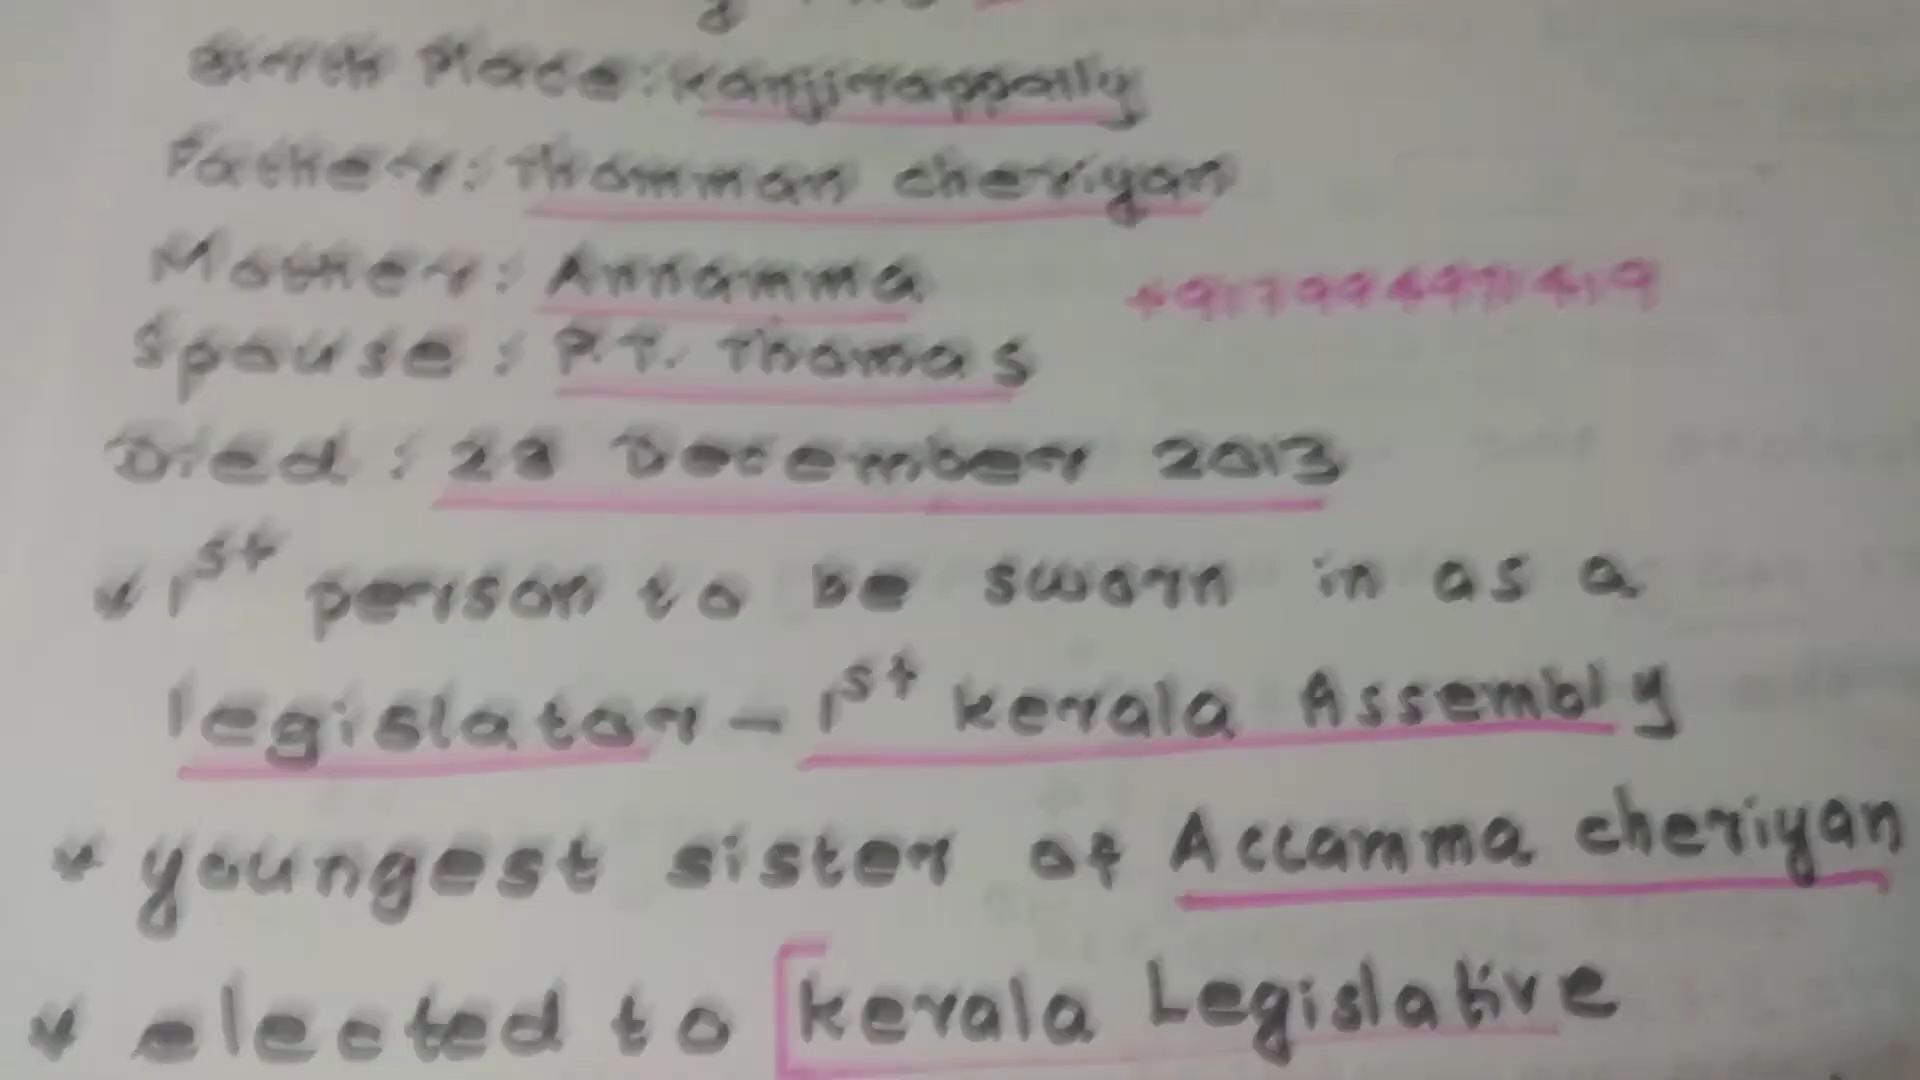 Birth Place: Kanjirappally
Father: Thomman cheriyan
Mother: Annamma
Spouse: P.T. Thomas
Died: 28 December 2013
1st person to be sworn in as a
legislator - 1st kerala Assembly
youngest sister of Accamma cheriyan
elected to kerala Legislative